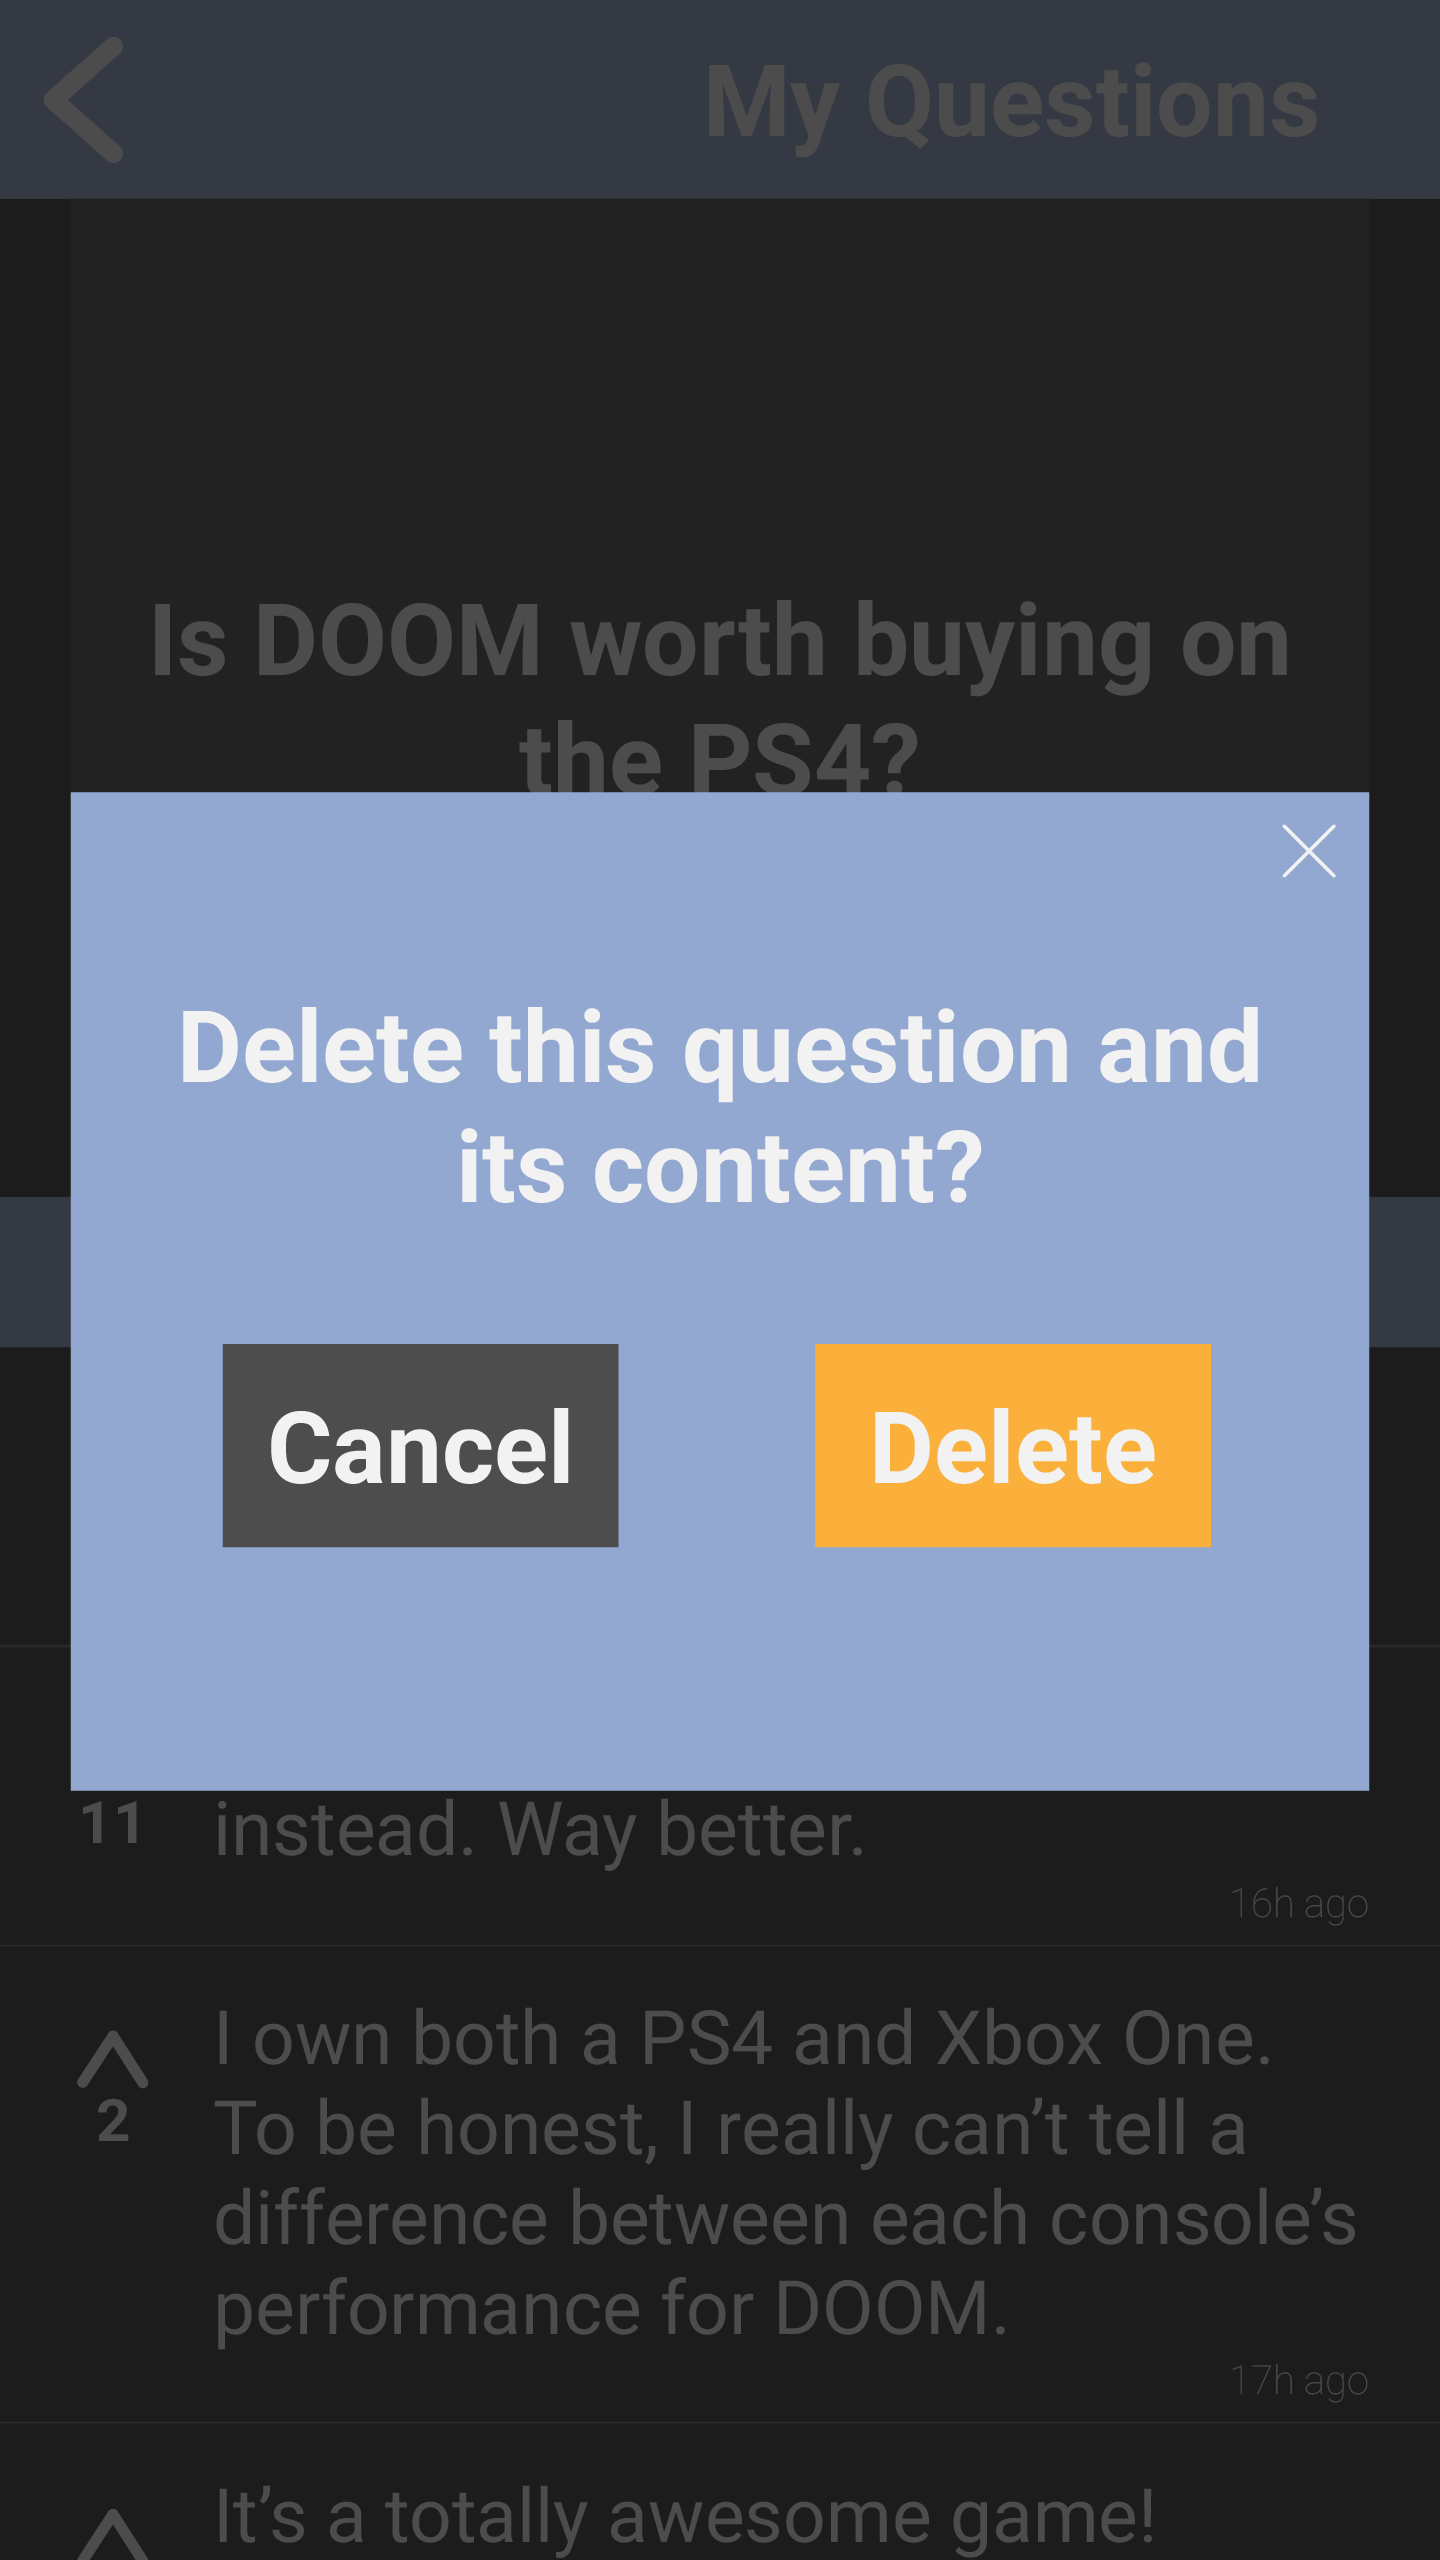 My Questions
Is DOOM worth buying on
the PS4?
Delete this question and
its content?
Cancel
Delete
11
instead. Way better.
16h ago
2
I own both a PS4 and Xbox One.
To be honest, I really can’t tell a
difference between each console’s
performance for DOOM.
17h ago
It’s a totally awesome game!